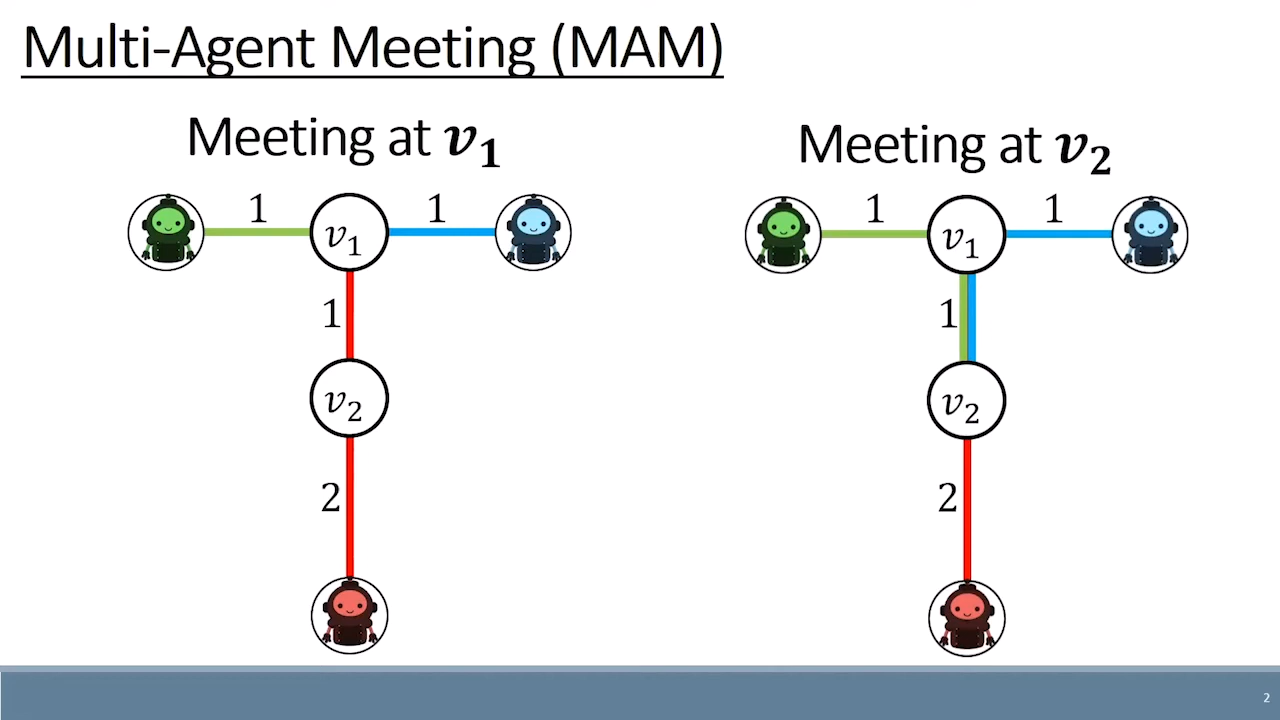 Multi-Agent Meeting (MAM)
Meeting at v₁
1
1
v₁
1
v₂
2
Meeting at v₂
1
1
v₁
1
v₂
2
2